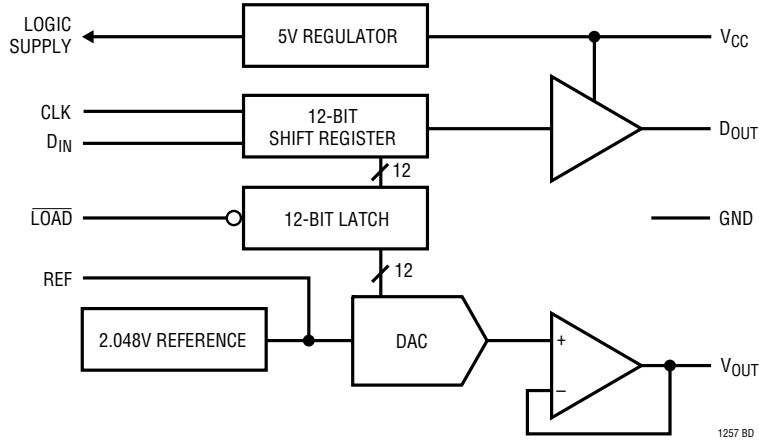 LOGIC
SUPPLY
5V REGULATOR
VCC
CLK
DIN
12-BIT
SHIFT REGISTER
DOUT
12
LOAD
12-BIT LATCH
GND
12
REF
2.048V REFERENCE
DAC
+
–
VOUT
1257 BD